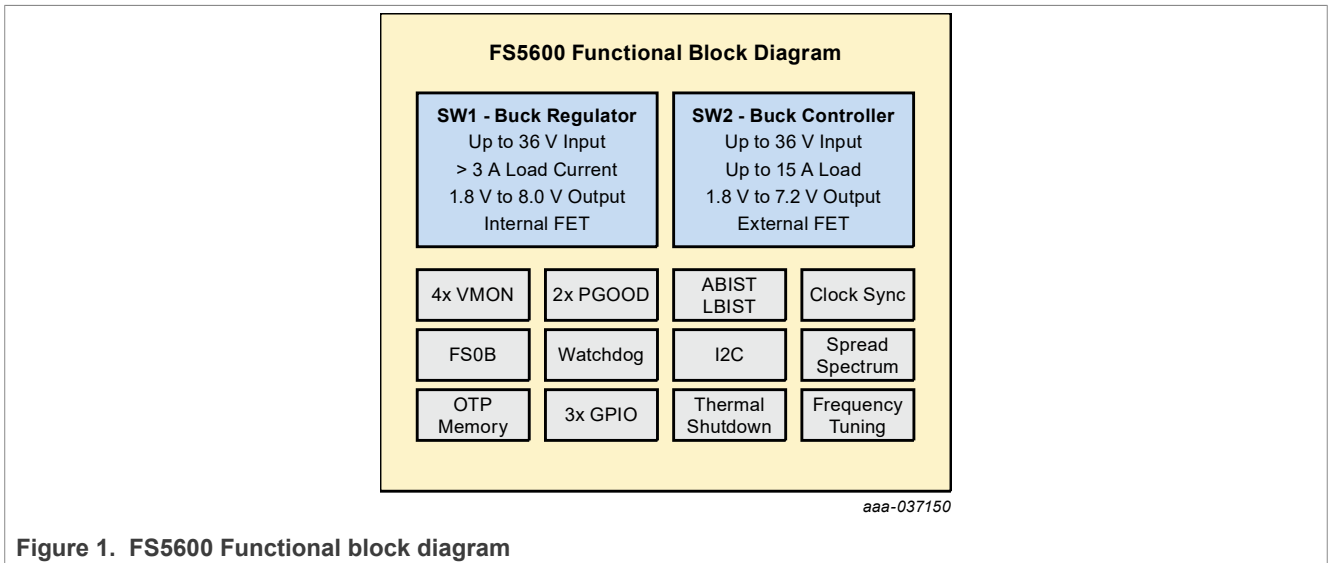 FS5600 Functional Block Diagram
SW1 - Buck Regulator
Up to 36 V Input
> 3 A Load Current
1.8 V to 8.0 V Output
Internal FET
SW2 - Buck Controller
Up to 36 V Input
Up to 15 A Load
1.8 V to 7.2 V Output
External FET
4x VMON
2x PGOOD
ABIST
LBIST
Clock Sync
FS0B
Watchdog
I2C
Spread
Spectrum
OTP
Memory
3x GPIO
Thermal
Shutdown
Frequency
Tuning
aaa-037150
Figure 1. FS5600 Functional block diagram